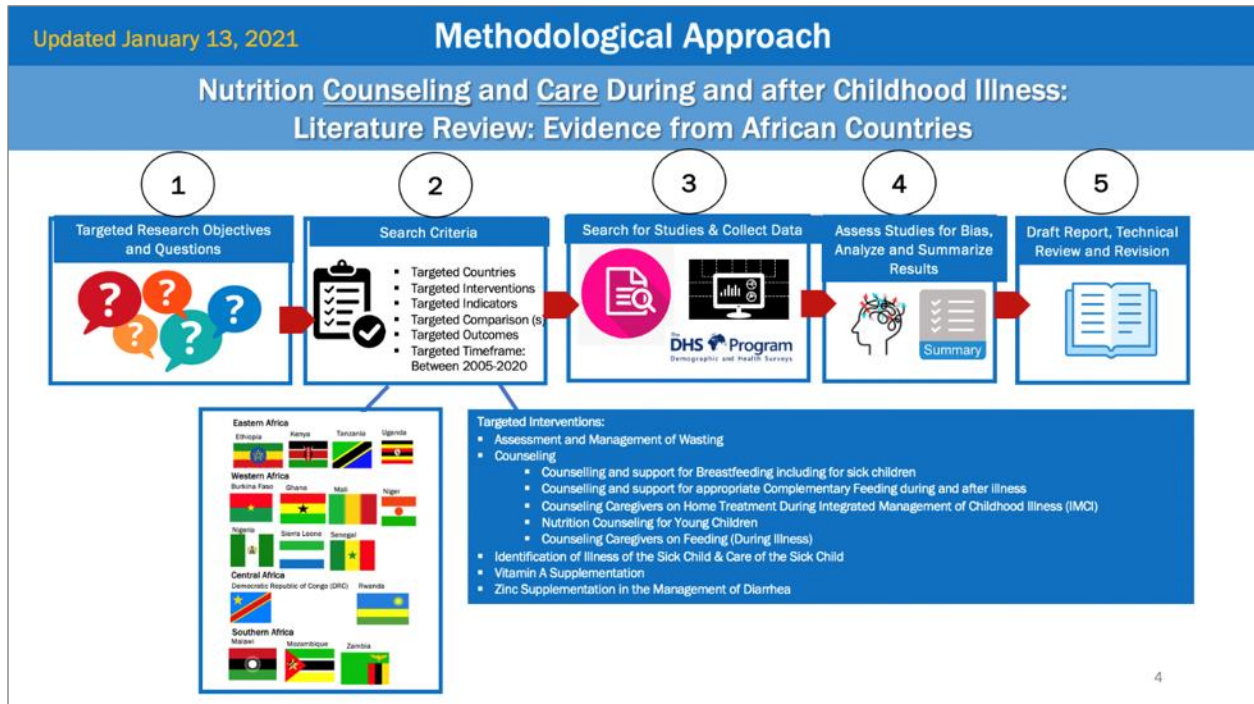 Updated January 13, 2021
Methodological Approach
Nutrition Counseling and Care During and after Childhood Illness:
Literature Review: Evidence from African Countries
1
2
3
4
5
Targeted Research Objectives
and Questions
Search Criteria
▪ Targeted Countries
▪ Targeted Interventions
▪ Targeted Indicators
▪ Targeted Comparison (s)
▪ Targeted Outcomes
▪ Targeted Timeframe:
Between 2005-2020
Search for Studies & Collect Data
The
DHS Program
Demographic and Health Surveys
Assess Studies for Bias,
Analyze and Summarize
Results
Summary
Draft Report, Technical
Review and Revision
Eastern Africa
Ethiopia Kenya Tanzania Uganda
Western Africa
Burkina Faso Ghana Mali Niger
Nigeria Sierra Leone Senegal
Central Africa
Democratic Republic of Congo (DRC) Rwanda
Southern Africa
Malawi Mozambique Zambia
Targeted Interventions:
▪ Assessment and Management of Wasting
▪ Counseling
▪ Counselling and support for Breastfeeding including for sick children
▪ Counselling and support for appropriate Complementary Feeding during and after illness
▪ Counseling Caregivers on Home Treatment During Integrated Management of Childhood Illness (IMCI)
▪ Nutrition Counseling for Young Children
▪ Counseling Caregivers on Feeding (During Illness)
▪ Identification of Illness of the Sick Child & Care of the Sick Child
▪ Vitamin A Supplementation
▪ Zinc Supplementation in the Management of Diarrhea
4